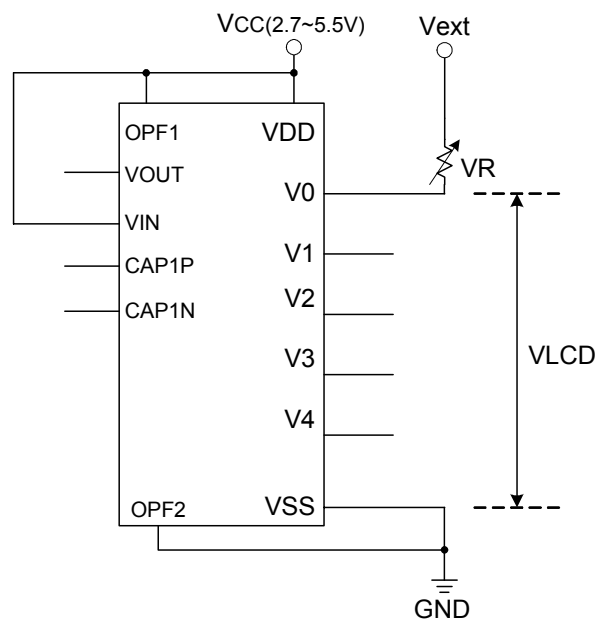 VCC(2.7~5.5V)
Vext
OPF1
VDD
VOUT
VR
V0
VIN
V1
CAP1P
V2
CAP1N
V3
VLCD
V4
OPF2
VSS
GND